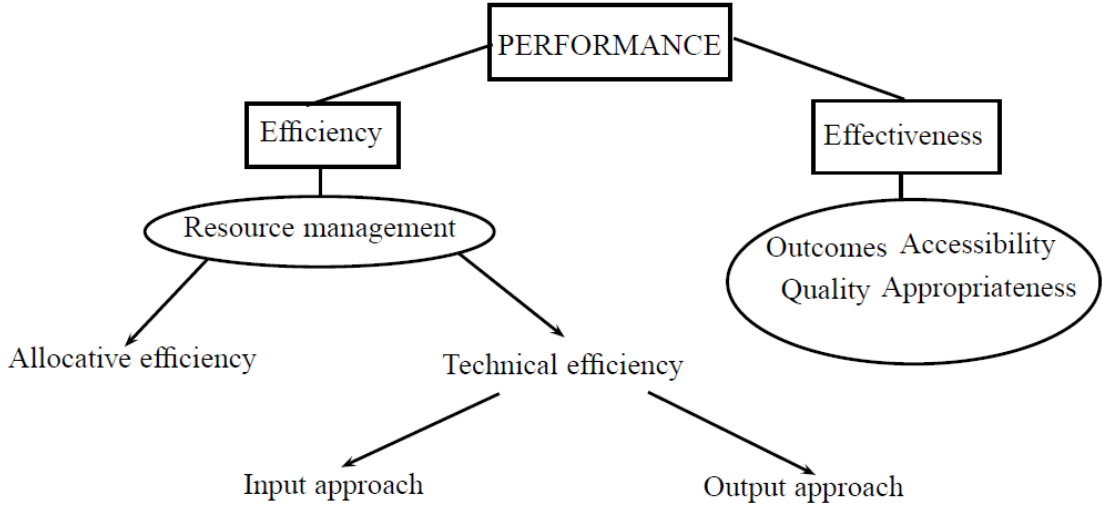 PERFORMANCE
Efficiency
Effectiveness
Resource management
Outcomes Accessibility
Quality Appropriateness
Allocative efficiency
Technical efficiency
Input approach
Output approach